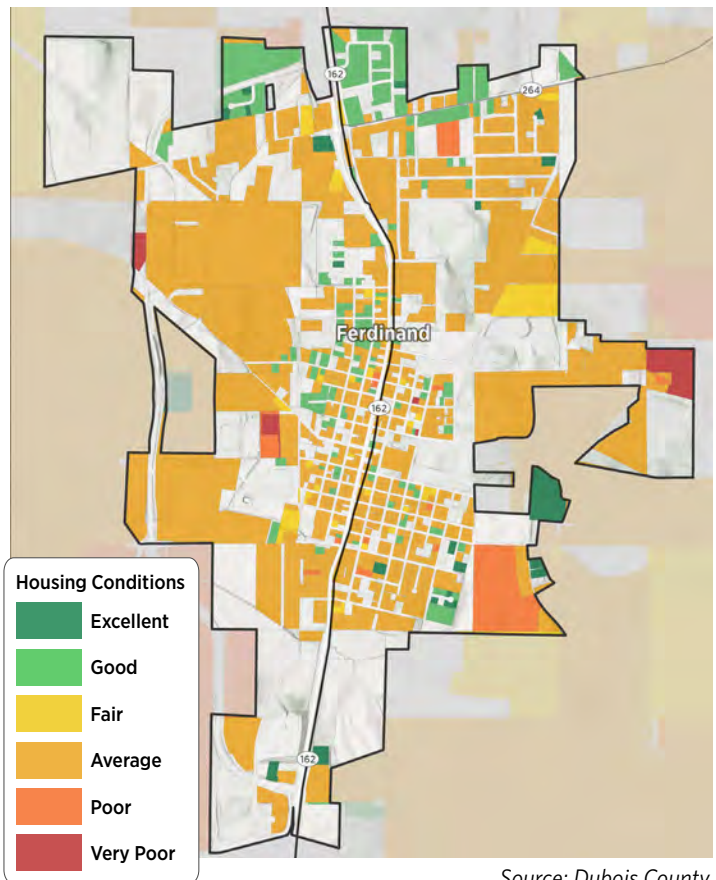 162
264
Ferdinand
162
162
Housing Conditions
Excellent
Good
Fair
Average
Poor
Very Poor
Source: Dubois County